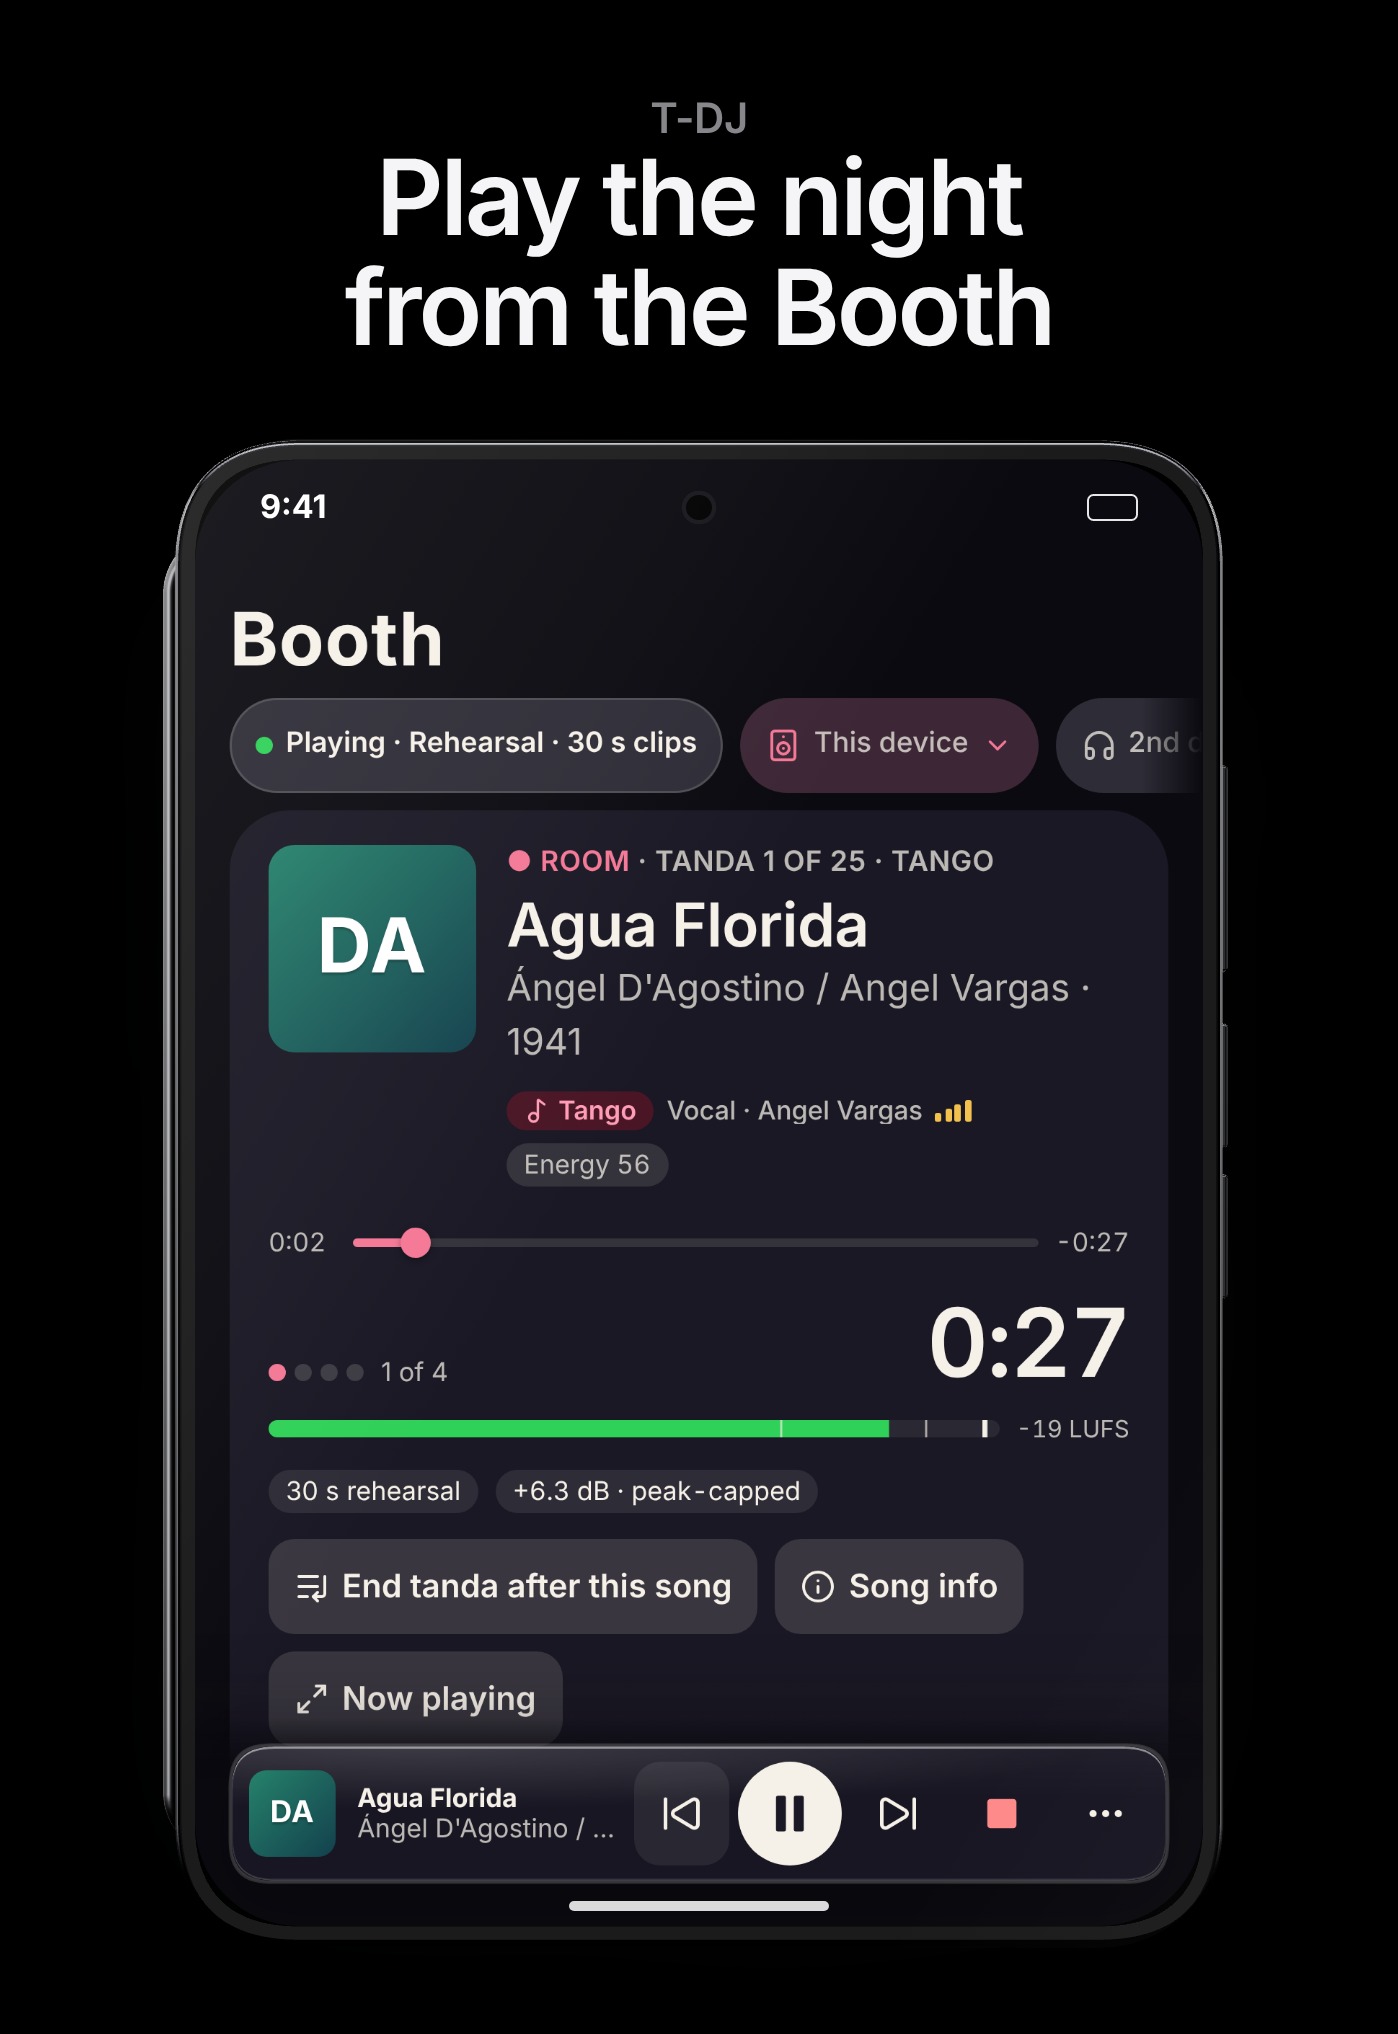 T-DJ
Play the night
from the Booth
9:41
Booth
Playing · Rehearsal · 30 s clips
This device
2nd
ROOM · TANDA 1 OF 25 · TANGO
DA
Agua Florida
Ángel D'Agostino / Angel Vargas ·
1941
Tango
Vocal · Angel Vargas
Energy 56
0:02
-0:27
0:27
1 of 4
-19 LUFS
30 s rehearsal
+6.3 dB · peak-capped
End tanda after this song
Song info
Now playing
DA
Agua Florida
Ángel D'Agostino / ...